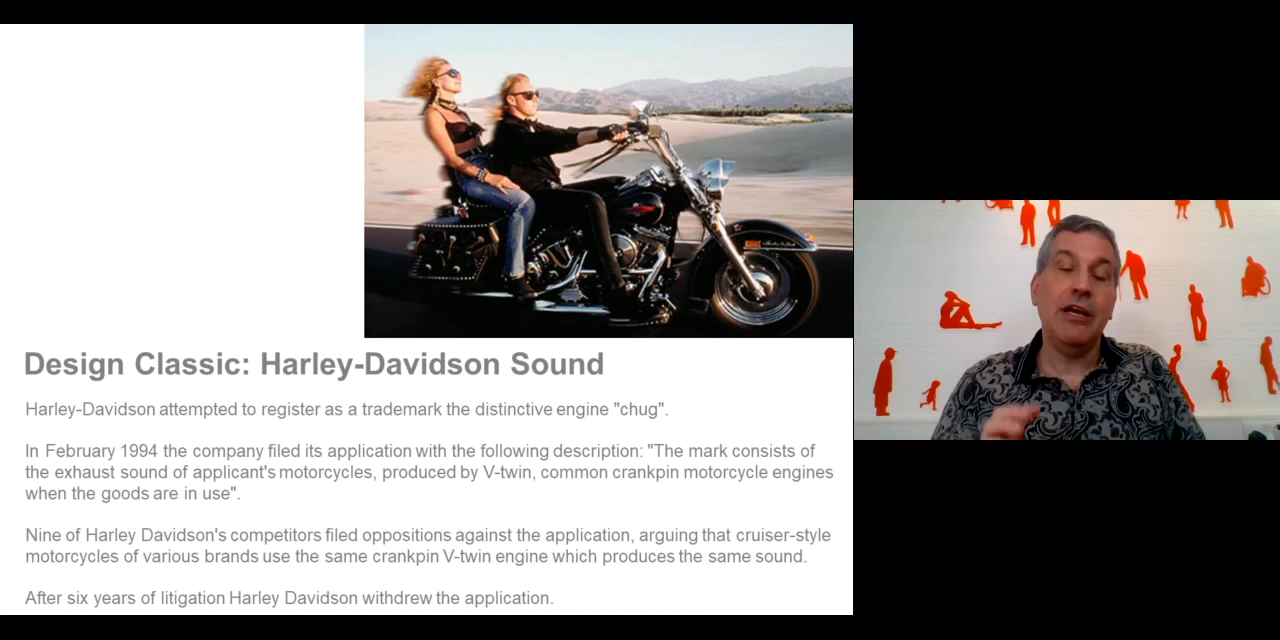 Design Classic: Harley-Davidson Sound
Harley-Davidson attempted to register as a trademark the distinctive engine "chug".
In February 1994 the company filed its application with the following description: "The mark consists of
the exhaust sound of applicant's motorcycles, produced by V-twin, common crankpin motorcycle engines
when the goods are in use".
Nine of Harley Davidson's competitors filed oppositions against the application, arguing that cruiser-style
motorcycles of various brands use the same crankpin V-twin engine which produces the same sound.
After six years of litigation Harley Davidson withdrew the application.